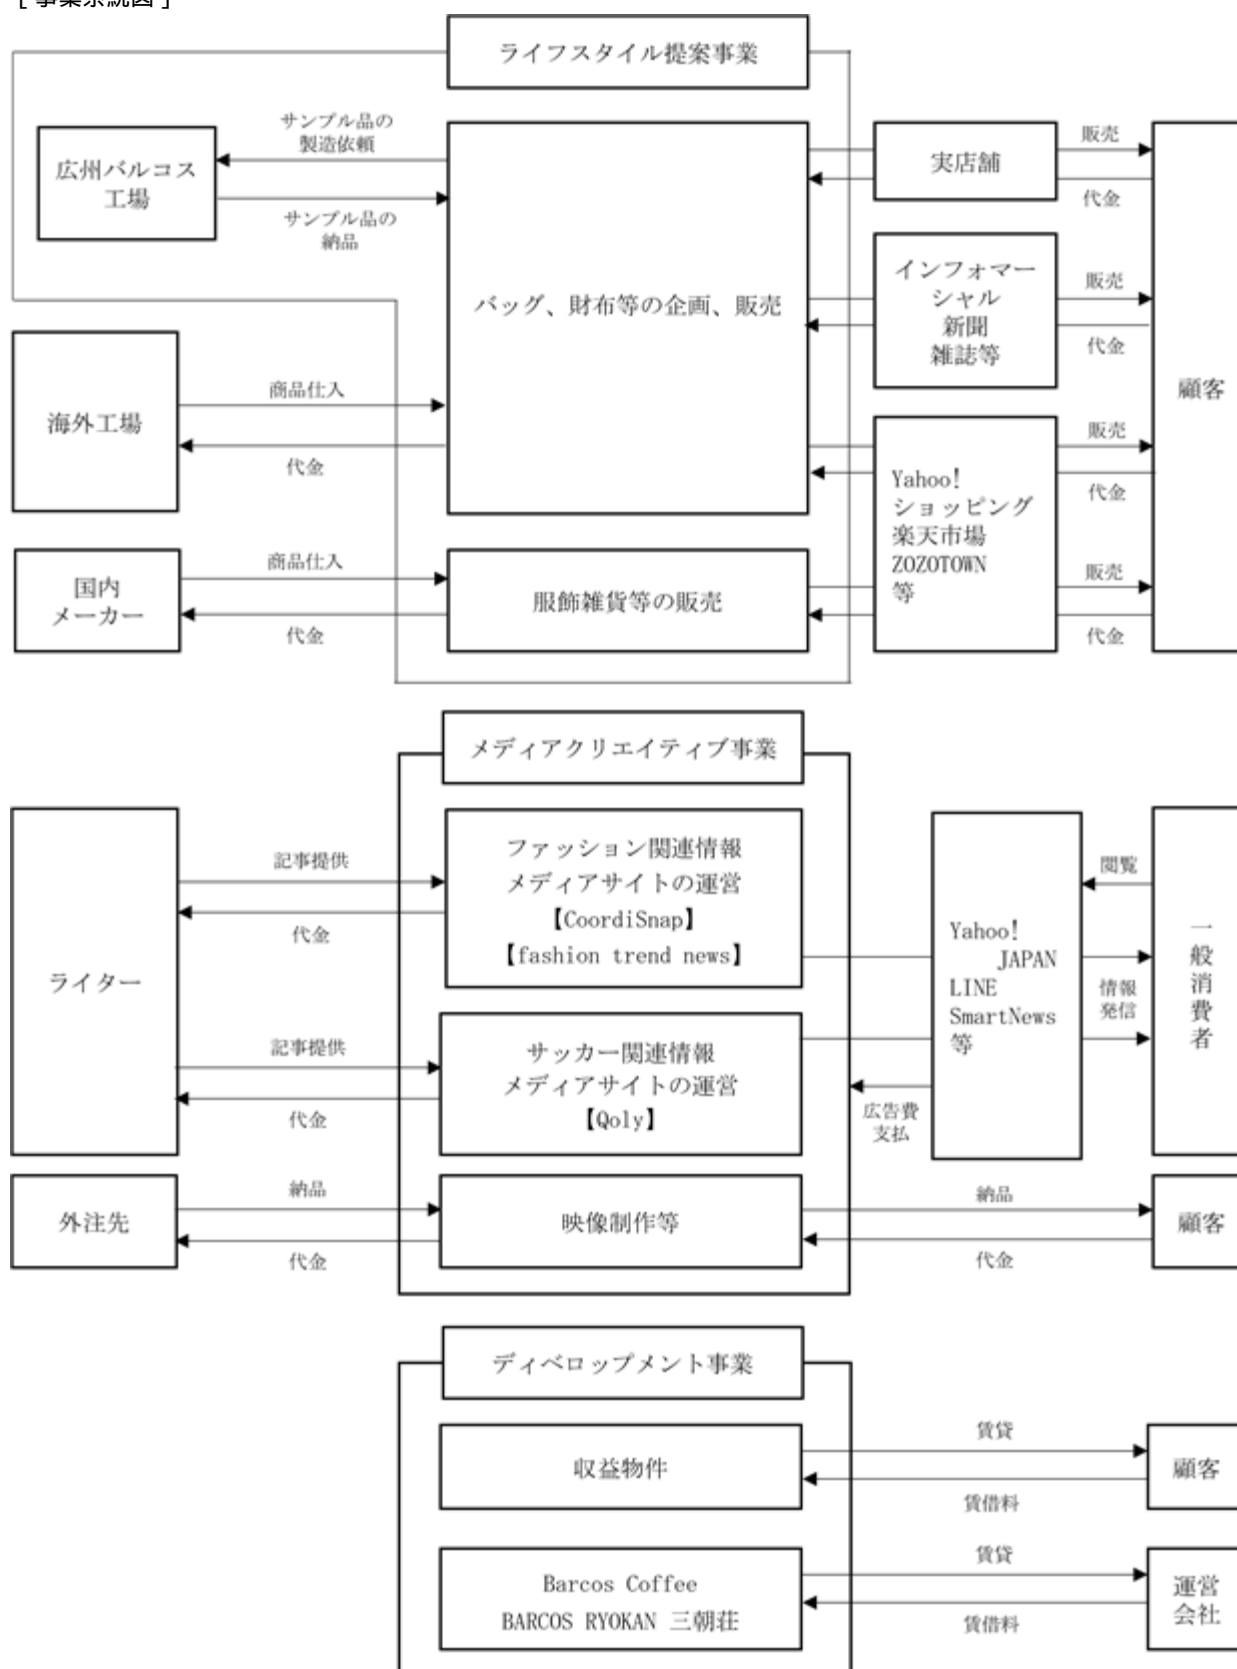 [ 事業系統図 ]
ライフスタイル提案事業
広州バルコス
工場
サンプル品の
製造依頼
サンプル品の
納品
バッグ、財布等の企画、販売
実店舗
販売
代金
インフォマー
シャル
新聞
雑誌等
販売
代金
顧客
海外工場
商品仕入
代金
Yahoo!
ショッピング
楽天市場
ZOZOTOWN
等
販売
代金
国内
メーカー
商品仕入
代金
服飾雑貨等の販売
販売
代金
メディアクリエイティブ事業
ライター
記事提供
代金
ファッション関連情報
メディアサイトの運営
【CoordiSnap】
【fashion trend news】
Yahoo!
JAPAN
LINE
SmartNews
等
閲覧
情報
発信
一般消費者
記事提供
代金
サッカー関連情報
メディアサイトの運営
【Qoly】
広告費
支払
外注先
納品
代金
映像制作等
納品
代金
顧客
ディベロップメント事業
収益物件
賃貸
賃借料
顧客
Barcos Coffee
BARCOS RYOKAN 三朝荘
賃貸
賃借料
運営
会社